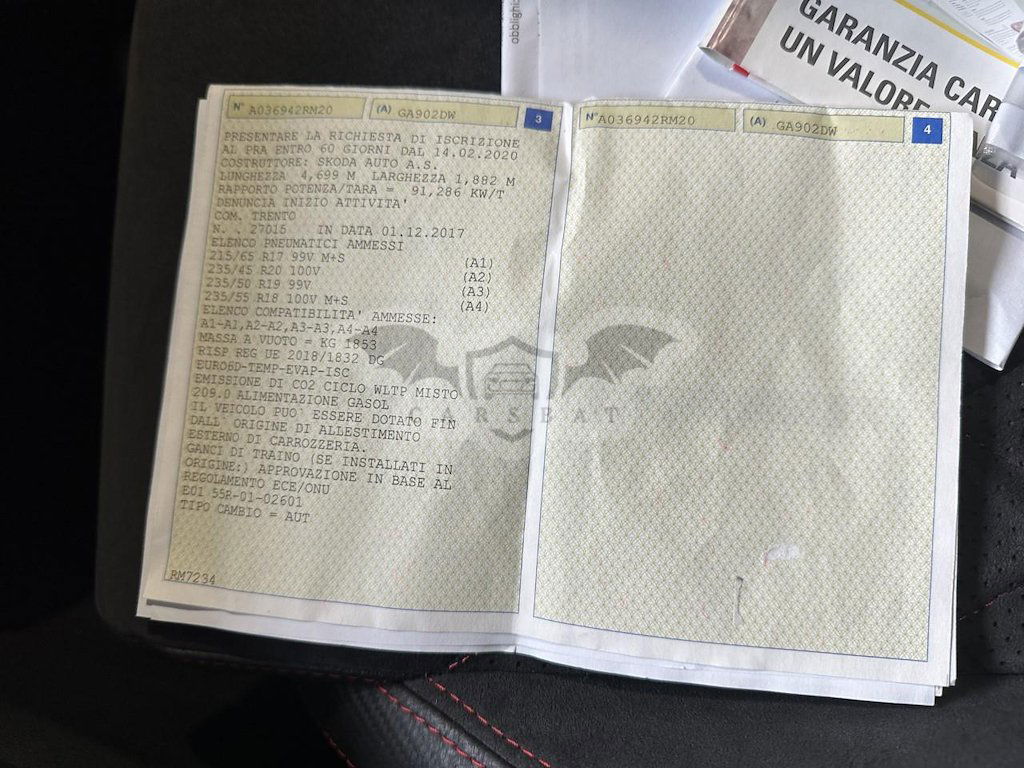 obbligh
GARANZIA CAR
UN VALORE
NZA
N° A036942RM20 (A) GA902DW 3
PRESENTARE LA RICHIESTA DI ISCRIZIONE
AL PRA ENTRO 60 GIORNI DAL 14.02.2020
COSTRUTTORE: SKODA AUTO A.S.
LUNGHEZZA 4,699 M LARGHEZZA 1,882 M
RAPPORTO POTENZA/TARA = 91,286 KW/T
DENUNCIA INIZIO ATTIVITA'
COM. TRENTO
N. . 27015 IN DATA 01.12.2017
ELENCO PNEUMATICI AMMESSI
215/65 R17 99V M+S (A1)
235/45 R20 100V (A2)
235/50 R19 99V (A3)
235/55 R18 100V M+S (A4)
ELENCO COMPATIBILITA' AMMESSE:
A1-A1,A2-A2,A3-A3,A4-A4
MASSA A VUOTO = KG 1853
RISP REG UE 2018/1832 DG
EURO6D-TEMP-EVAP-ISC
EMISSIONE DI CO2 CICLO WLTP MISTO
209.0 ALIMENTAZIONE GASOL
IL VEICOLO PUO' ESSERE DOTATO FIN
DALL'ORIGINE DI ALLESTIMENTO
ESTERNO DI CARROZZERIA.
GANCI DI TRAINO (SE INSTALLATI IN
ORIGINE:) APPROVAZIONE IN BASE AL
REGOLAMENTO ECE/ONU
E01 55R-01-02601
TIPO CAMBIO = AUT
RM7234
N° A036942RM20 (A) GA902DW 4
CARSBAT